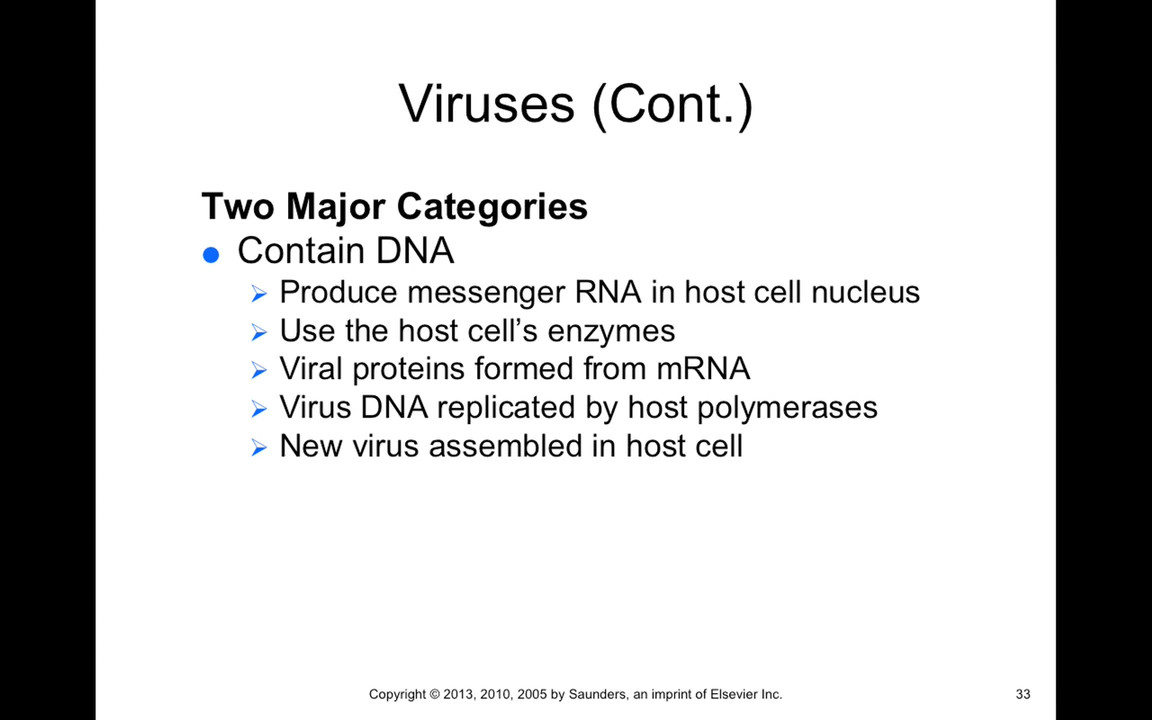 Viruses (Cont.)
Two Major Categories
● Contain DNA
➢ Produce messenger RNA in host cell nucleus
➢ Use the host cell’s enzymes
➢ Viral proteins formed from mRNA
➢ Virus DNA replicated by host polymerases
➢ New virus assembled in host cell
Copyright © 2013, 2010, 2005 by Saunders, an imprint of Elsevier Inc.
33